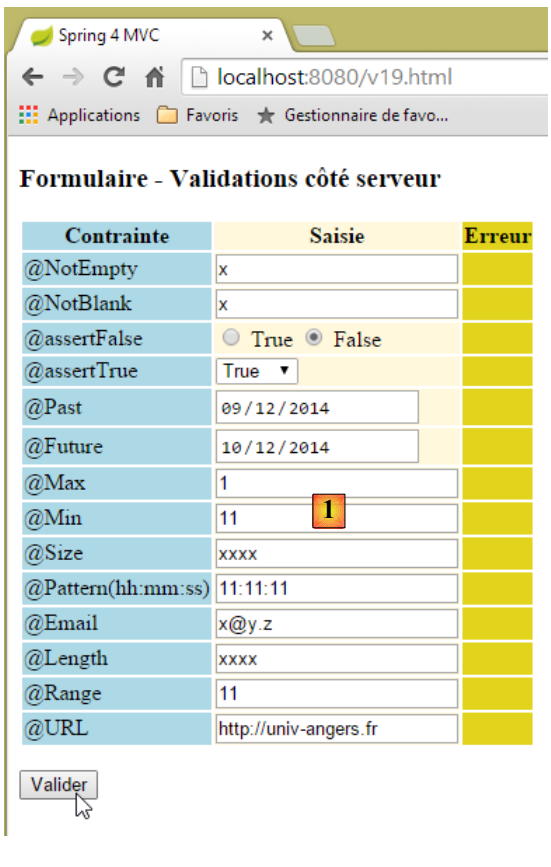 Spring 4 MVC
localhost:8080/v19.html
Applications Favoris Gestionnaire de favo...
Formulaire - Validations côté serveur
Contrainte Saisie Erreur
@NotEmpty x
@NotBlank x
@assertFalse True False
@assertTrue True
@Past 09/12/2014
@Future 10/12/2014
@Max 1
@Min 11 1
@Size xxxx
@Pattern(hh:mm:ss) 11:11:11
@Email x@y.z
@Length xxxx
@Range 11
@URL http://univ-angers.fr
Valider